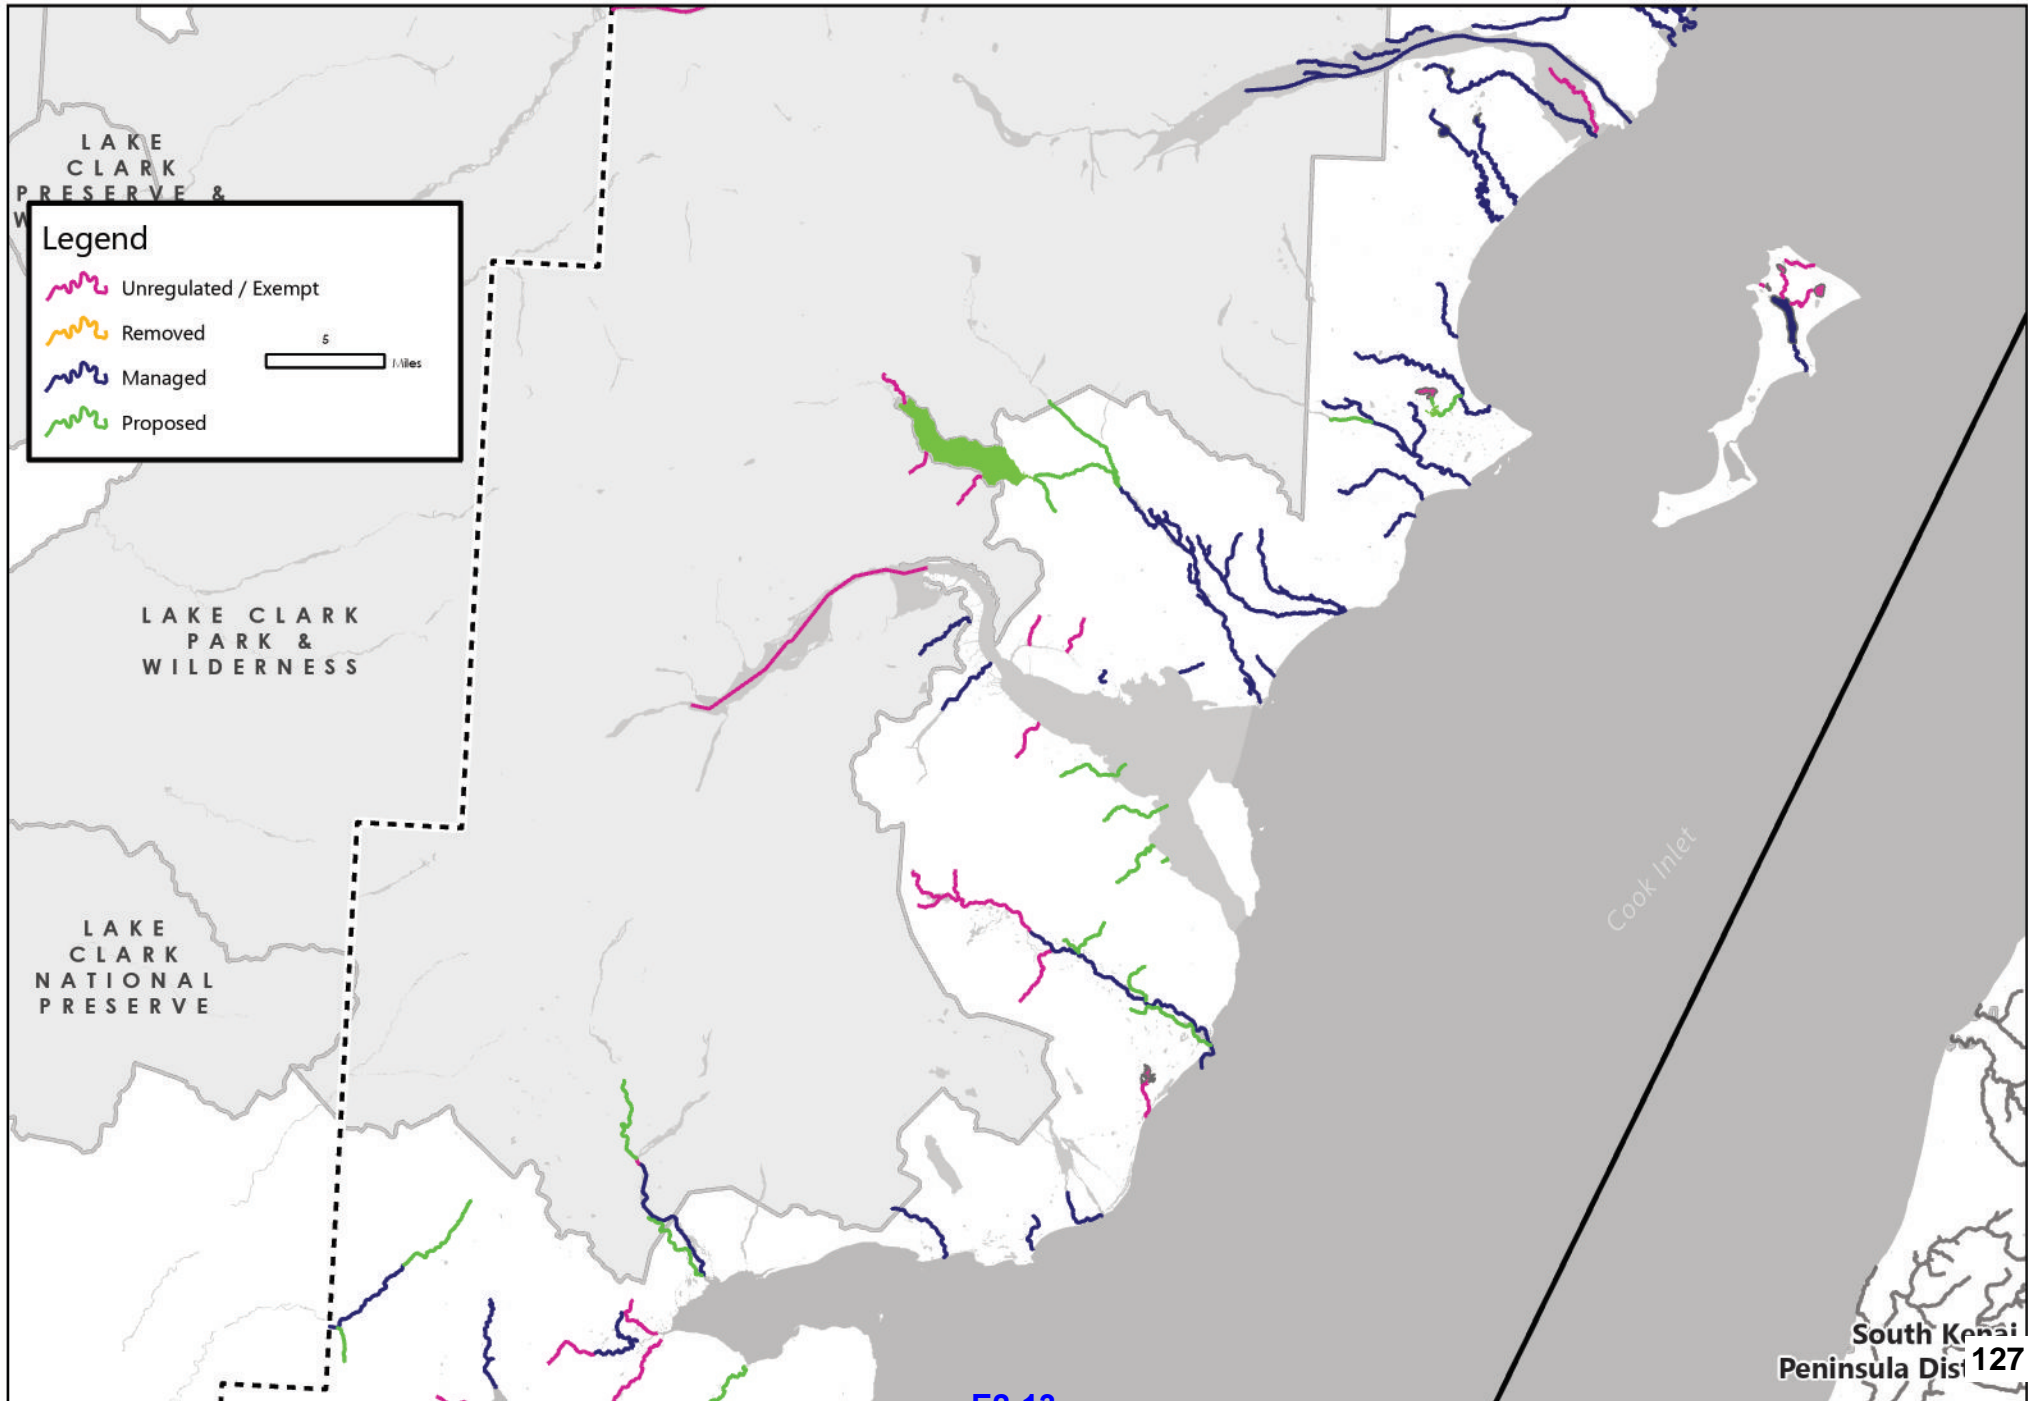 LAKE
CLARK
PRESERVE &
Legend
Unregulated / Exempt
Removed
Managed
Proposed
5
Miles
LAKE CLARK
PARK &
WILDERNESS
LAKE
CLARK
NATIONAL
PRESERVE
Cook Inlet
South Kenai
Peninsula
127